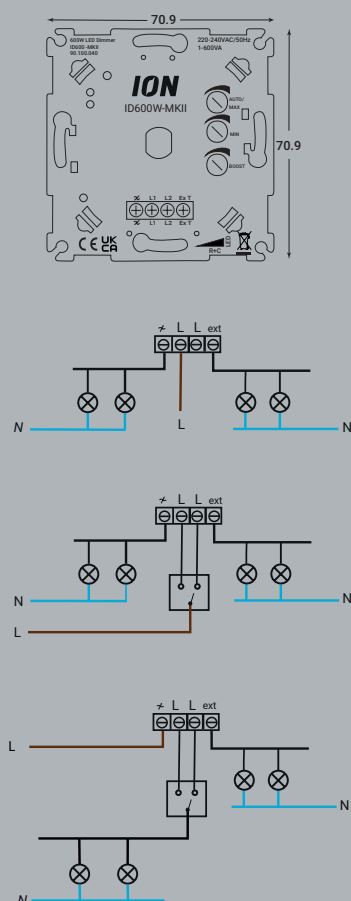 70.9
600W LED Dimmer
ID600 -MKII
90.100.040
220-240VAC/50Hz
1-600VA
ION
ID600W-MKII
AUTO/
MAX
MIN
BOOST
70.9
L1 L2 Ex T
L1 L2 Ex T
CE UK CA
LED
R+C
L L ext
N
L
N
L L ext
N
N
L
L L ext
L
N
N